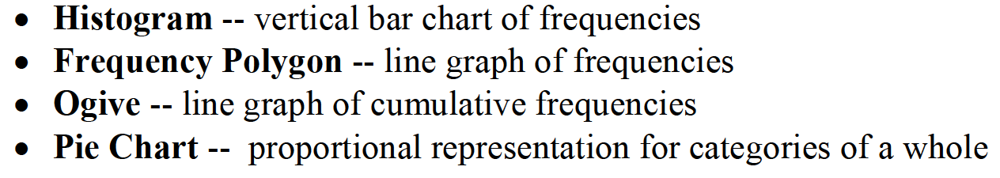 • Histogram -- vertical bar chart of frequencies
• Frequency Polygon -- line graph of frequencies
• Ogive -- line graph of cumulative frequencies
• Pie Chart --  proportional representation for categories of a whole